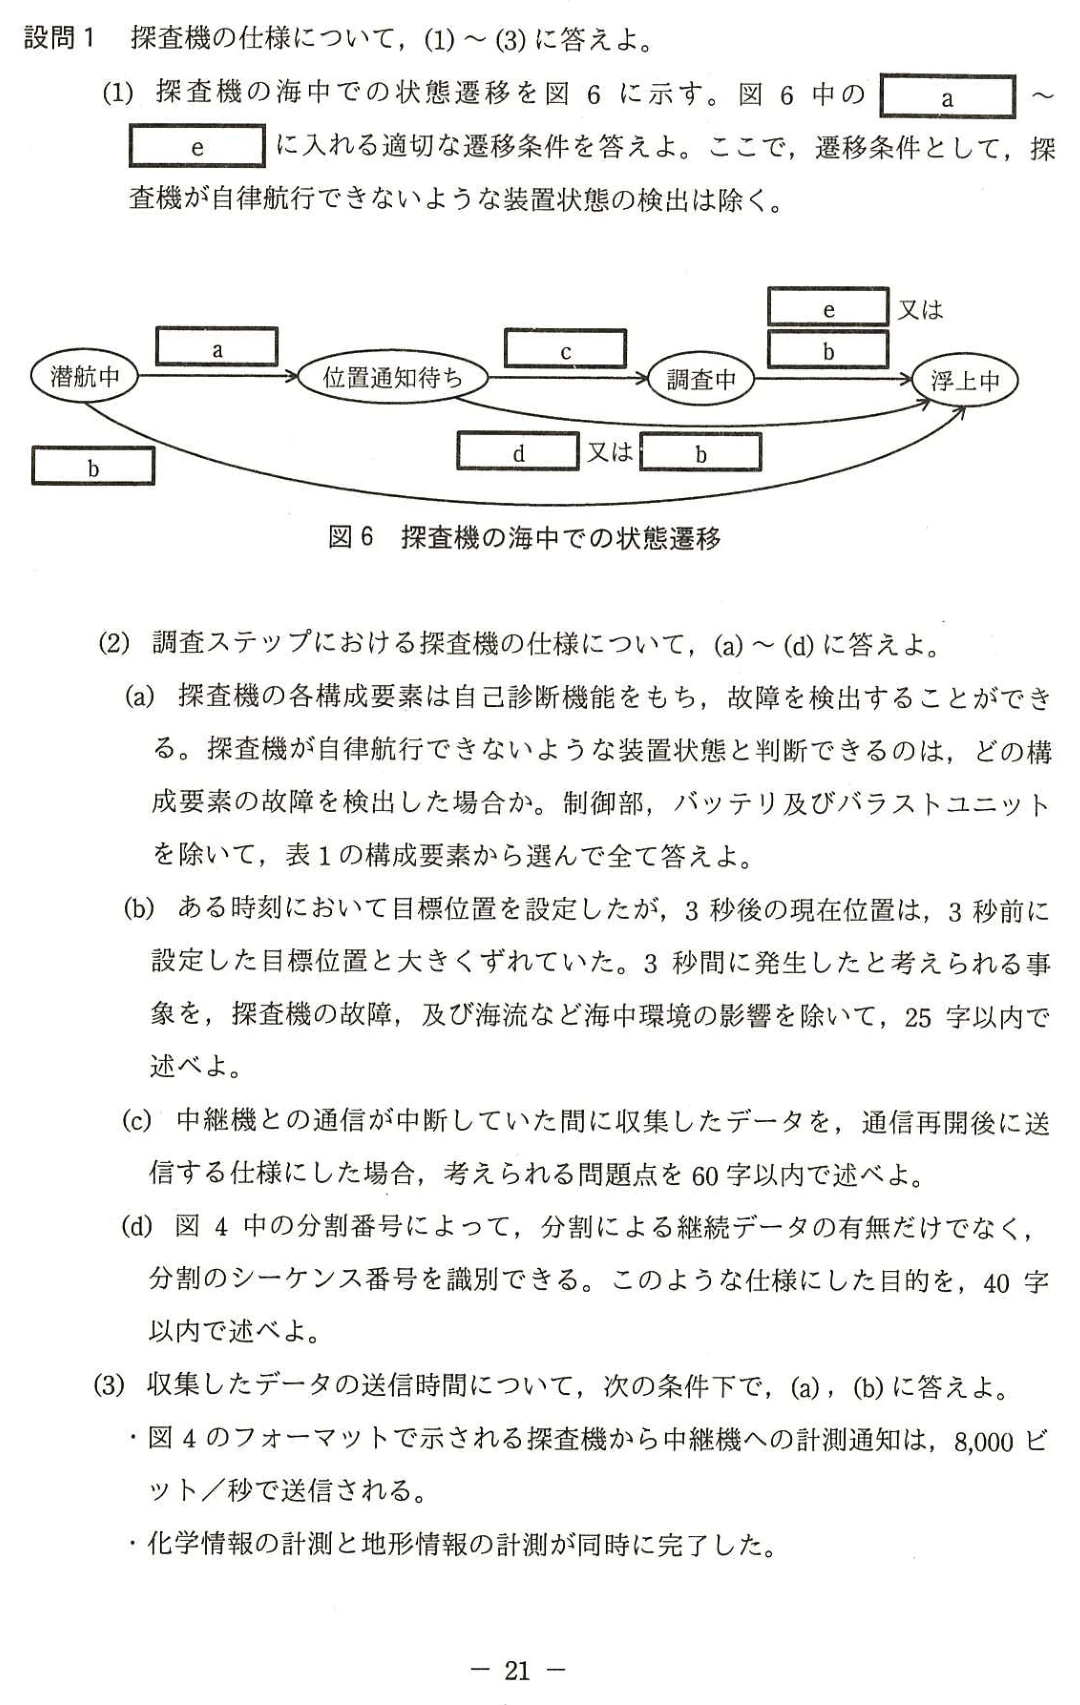 設問1 探査機の仕様について，(1)～(3)に答えよ。
(1) 探査機の海中での状態遷移を図 6 に示す。図 6 中の a ～
e に入れる適切な遷移条件を答えよ。ここで，遷移条件として，探
査機が自律航行できないような装置状態の検出は除く。
e 又は
a c b
潜航中 位置通知待ち 調査中 浮上中
d 又は b
b
図6 探査機の海中での状態遷移
(2) 調査ステップにおける探査機の仕様について，(a)～(d)に答えよ。
(a) 探査機の各構成要素は自己診断機能をもち，故障を検出することができ
る。探査機が自律航行できないような装置状態と判断できるのは，どの構
成要素の故障を検出した場合か。制御部，バッテリ及びバラストユニット
を除いて，表1の構成要素から選んで全て答えよ。
(b) ある時刻において目標位置を設定したが，3 秒後の現在位置は，3 秒前に
設定した目標位置と大きくずれていた。3 秒間に発生したと考えられる事
象を，探査機の故障，及び海流など海中環境の影響を除いて，25 字以内で
述べよ。
(c) 中継機との通信が中断していた間に収集したデータを，通信再開後に送
信する仕様にした場合，考えられる問題点を 60 字以内で述べよ。
(d) 図 4 中の分割番号によって，分割による継続データの有無だけでなく，
分割のシーケンス番号を識別できる。このような仕様にした目的を，40 字
以内で述べよ。
(3) 収集したデータの送信時間について，次の条件下で，(a)，(b)に答えよ。
・図 4 のフォーマットで示される探査機から中継機への計測通知は，8,000 ビ
ット／秒で送信される。
・化学情報の計測と地形情報の計測が同時に完了した。
－ 21 －